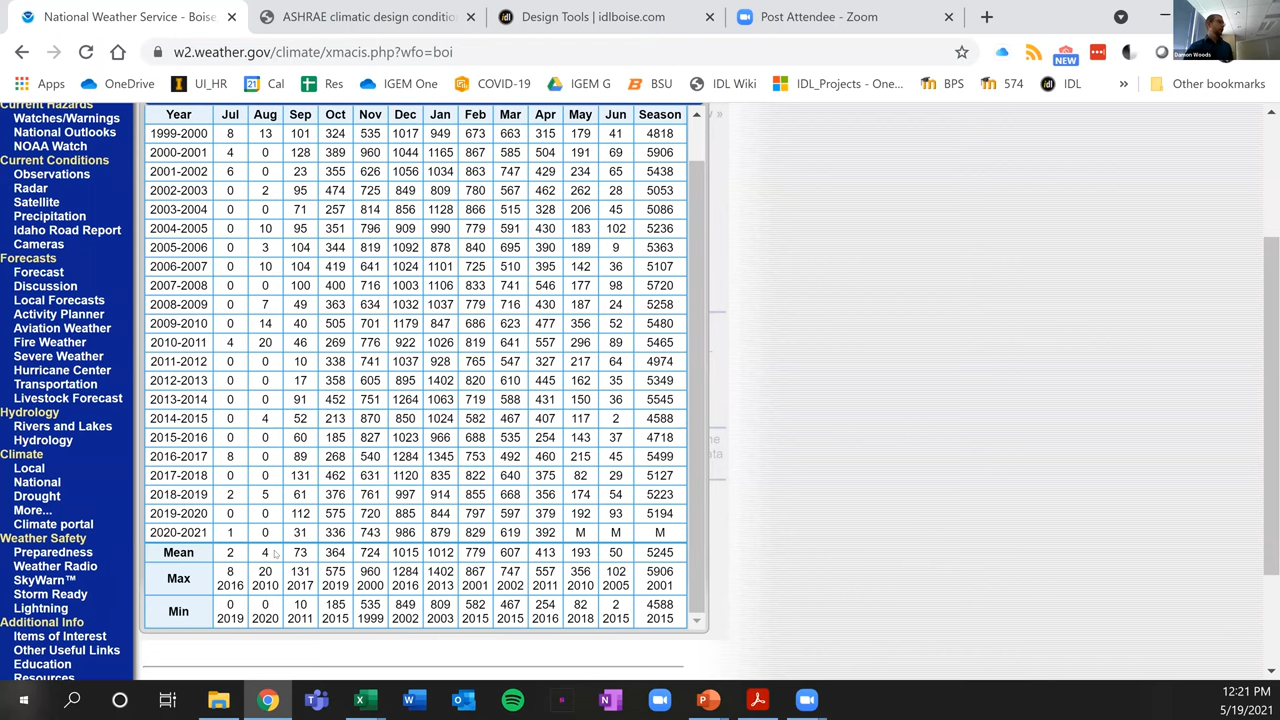 National Weather Service - Boise, ASHRAE climatic design conditio Design Tools | idlboise.com Post Attendee - Zoom
w2.weather.gov/climate/xmacis.php?wfo=boi NEW Damon Woods
Apps OneDrive UI_HR Cal Res IGEM One COVID-19 IGEM G BSU IDL Wiki IDL_Projects - One... BPS 574 IDL » Other bookmarks
Current Hazards
Watches/Warnings
National Outlooks
NOAA Watch
Current Conditions
Observations
Radar
Satellite
Precipitation
Idaho Road Report
Cameras
Forecasts
Forecast
Discussion
Local Forecasts
Activity Planner
Aviation Weather
Fire Weather
Severe Weather
Hurricane Center
Transportation
Livestock Forecast
Hydrology
Rivers and Lakes
Hydrology
Climate
Local
National
Drought
More...
Climate portal
Weather Safety
Preparedness
Weather Radio
SkyWarn™
Storm Ready
Lightning
Additional Info
Items of Interest
Other Useful Links
Education
Resources
Year Jul Aug Sep Oct Nov Dec Jan Feb Mar Apr May Jun Season
1999-2000 8 13 101 324 535 1017 949 673 663 315 179 41 4818
2000-2001 4 0 128 389 960 1044 1165 867 585 504 191 69 5906
2001-2002 6 0 23 355 626 1056 1034 863 747 429 234 65 5438
2002-2003 0 2 95 474 725 849 809 780 567 462 262 28 5053
2003-2004 0 0 71 257 814 856 1128 866 515 328 206 45 5086
2004-2005 0 10 95 351 796 909 990 779 591 430 183 102 5236
2005-2006 0 3 104 344 819 1092 878 840 695 390 189 9 5363
2006-2007 0 10 104 419 641 1024 1101 725 510 395 142 36 5107
2007-2008 0 0 100 400 716 1003 1106 833 741 546 177 98 5720
2008-2009 0 7 49 363 634 1032 1037 779 716 430 187 24 5258
2009-2010 0 14 40 505 701 1179 847 686 623 477 356 52 5480
2010-2011 4 20 46 269 776 922 1026 819 641 557 296 89 5465
2011-2012 0 0 10 338 741 1037 928 765 547 327 217 64 4974
2012-2013 0 0 17 358 605 895 1402 820 610 445 162 35 5349
2013-2014 0 0 91 452 751 1264 1063 719 588 431 150 36 5545
2014-2015 0 4 52 213 870 850 1024 582 467 407 117 2 4588
2015-2016 0 0 60 185 827 1023 966 688 535 254 143 37 4718
2016-2017 8 0 89 268 540 1284 1345 753 492 460 215 45 5499
2017-2018 0 0 131 462 631 1120 835 822 640 375 82 29 5127
2018-2019 2 5 61 376 761 997 914 855 668 356 174 54 5223
2019-2020 0 0 112 575 720 885 844 797 597 379 192 93 5194
2020-2021 1 0 31 336 743 986 879 829 619 392 M M M
Mean 2 4 73 364 724 1015 1012 779 607 413 193 50 5245
Max 8 20 131 575 960 1284 1402 867 747 557 356 102 5906
2016 2010 2017 2019 2000 2016 2013 2001 2002 2011 2010 2005 2001
Min 0 0 10 185 535 849 809 582 467 254 82 2 4588
2019 2020 2011 2015 1999 2002 2003 2015 2015 2016 2018 2015 2015
12:21 PM
5/19/2021